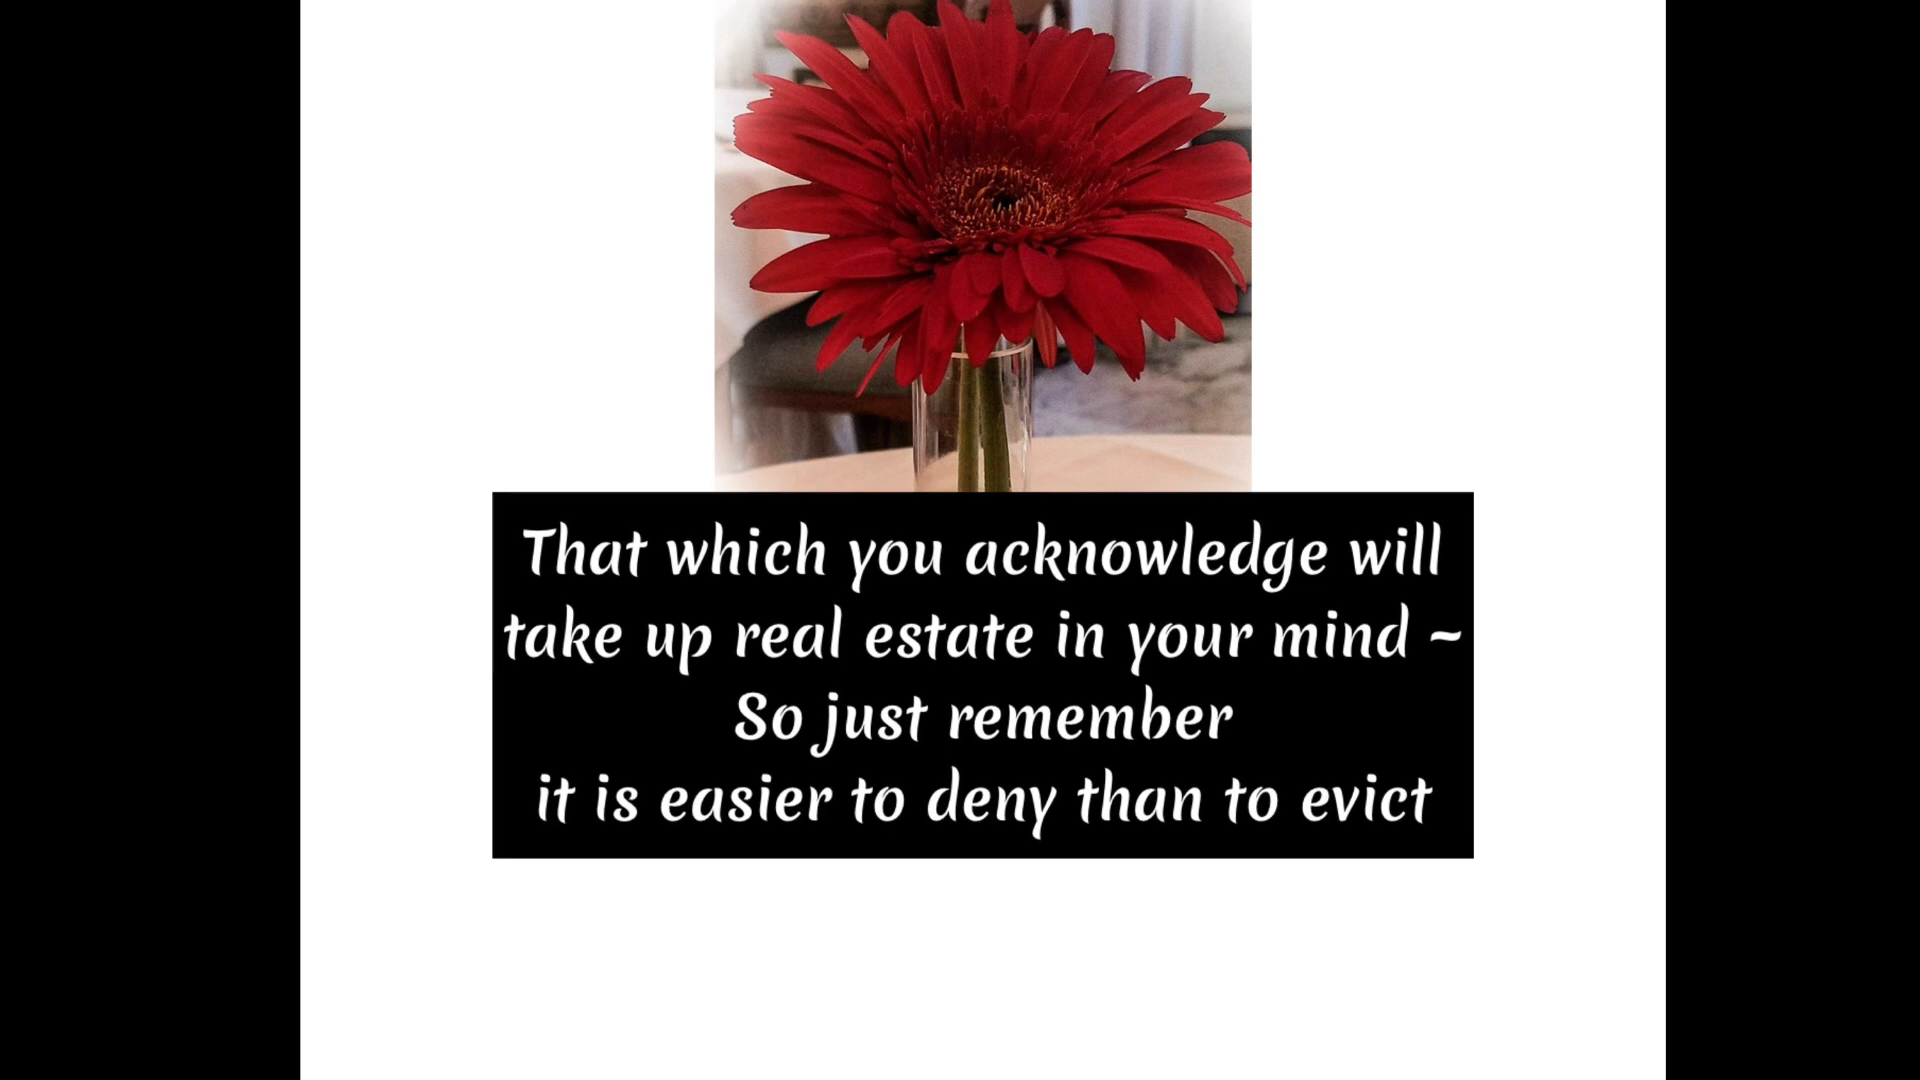 That which you acknowledge will
take up real estate in your mind ~
So just remember
it is easier to deny than to evict